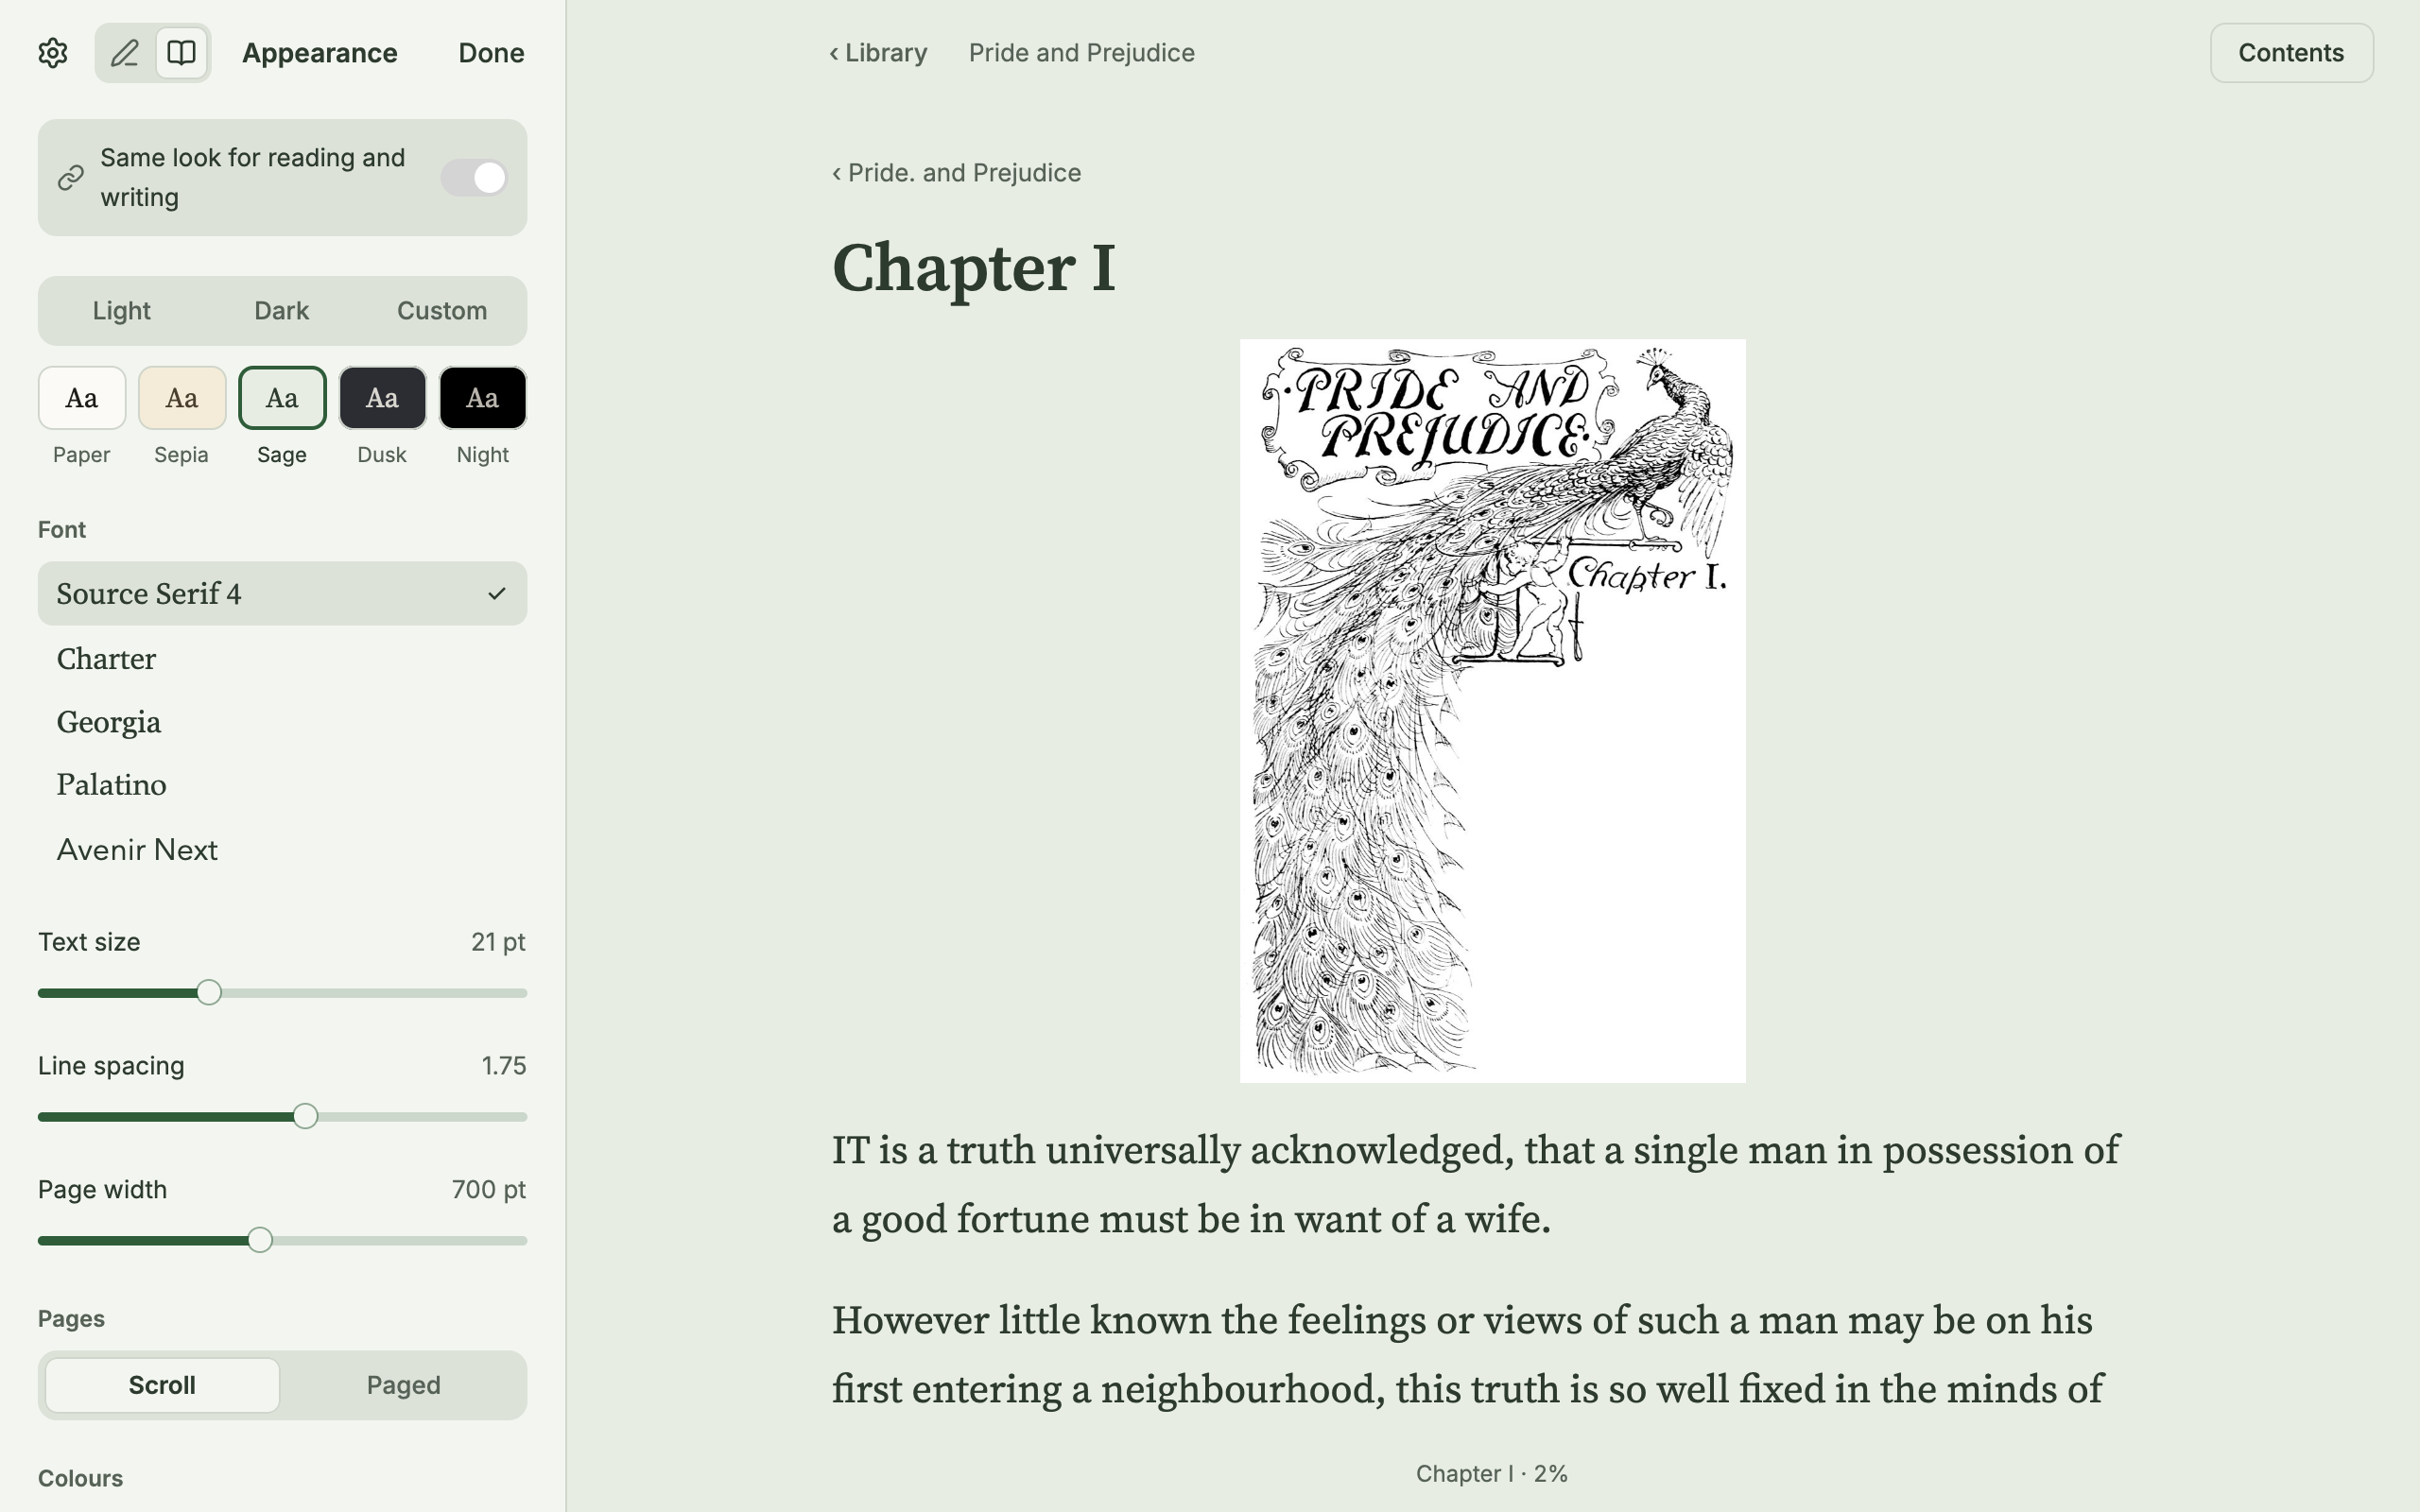 Appearance
Done
Same look for reading and
writing
Light Dark Custom
Aa Aa Aa Aa Aa
Paper Sepia Sage Dusk Night
Font
Source Serif 4
Charter
Georgia
Palatino
Avenir Next
Text size 21 pt
Line spacing 1.75
Page width 700 pt
Pages
Scroll Paged
Colours
‹ Library Pride and Prejudice
Contents
‹ Pride. and Prejudice
Chapter I
·PRIDE AND
PREJUDICE·
Chapter I.
It
IT is a truth universally acknowledged, that a single man in possession of
a good fortune must be in want of a wife.
However little known the feelings or views of such a man may be on his
first entering a neighbourhood, this truth is so well fixed in the minds of
Chapter I · 2%